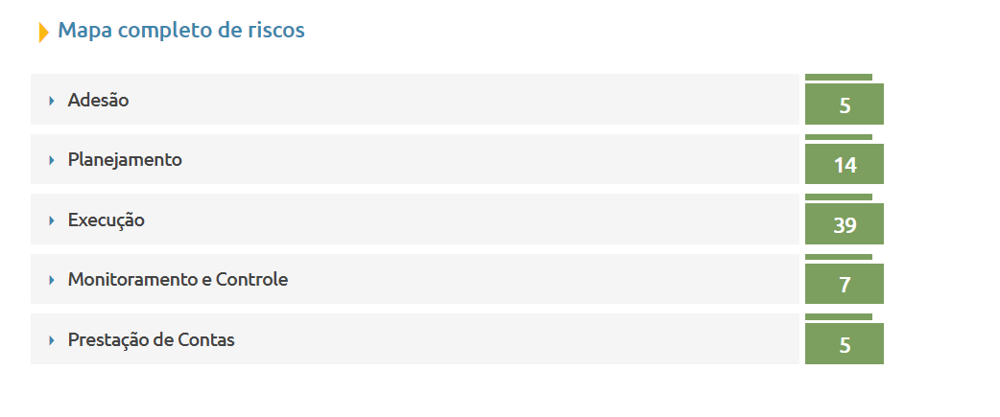 Mapa completo de riscos
Adesão
5
Planejamento
14
Execução
39
Monitoramento e Controle
7
Prestação de Contas
5